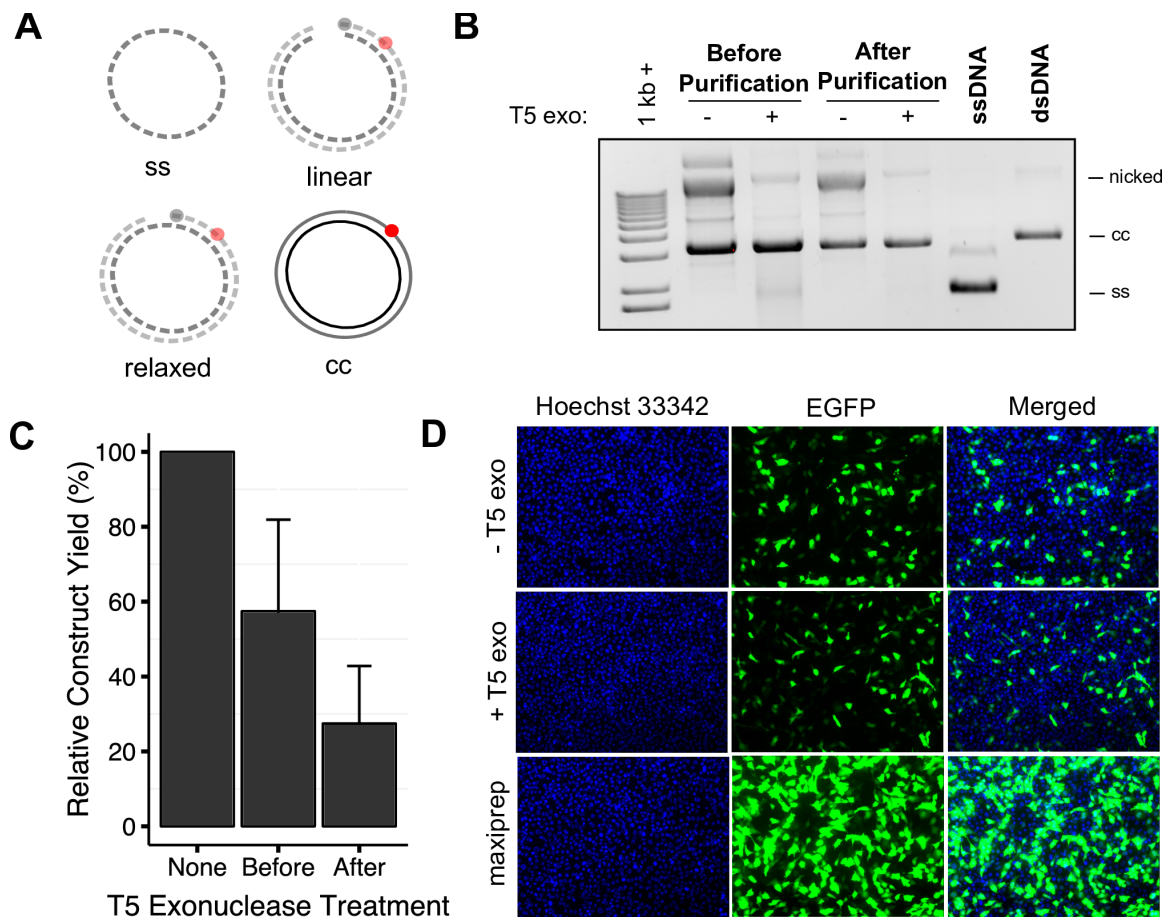 A
ss
linear
relaxed
cc
B
Before Purification
After Purification
T5 exo:
1 kb +
-
+
-
+
ssDNA
dsDNA
nicked
cc
ss
C
Relative Construct Yield (%)
100
80
60
40
20
0
None Before After
T5 Exonuclease Treatment
D
Hoechst 33342 EGFP Merged
- T5 exo
+ T5 exo
maxiprep